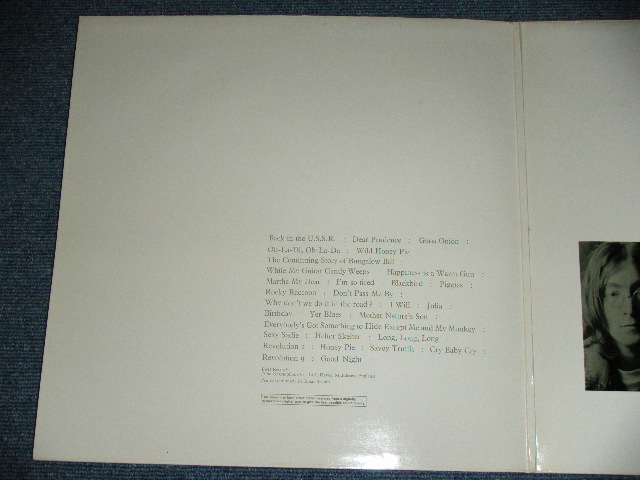 Back in the U.S.S.R. : Dear Prudence : Glass Onion :
Ob-La-Di, Ob-La-Da : Wild Honey Pie
The Continuing Story of Bungalow Bill :
While My Guitar Gently Weeps : Happiness is a Warm Gun :
Martha My Dear : I'm so tired : Blackbird : Piggies :
Rocky Raccoon : Don't Pass Me By :
Why don't we do it in the road? : I Will : Julia :
Birthday Yer Blues : Mother Nature's Son :
Everybody's Got Something to Hide Except Me and My Monkey :
Sexy Sadie : Helter Skelter : Long, Long, Long
Revolution 1 : Honey Pie : Savoy Truffle : Cry Baby Cry :
Revolution 9 : Good Night